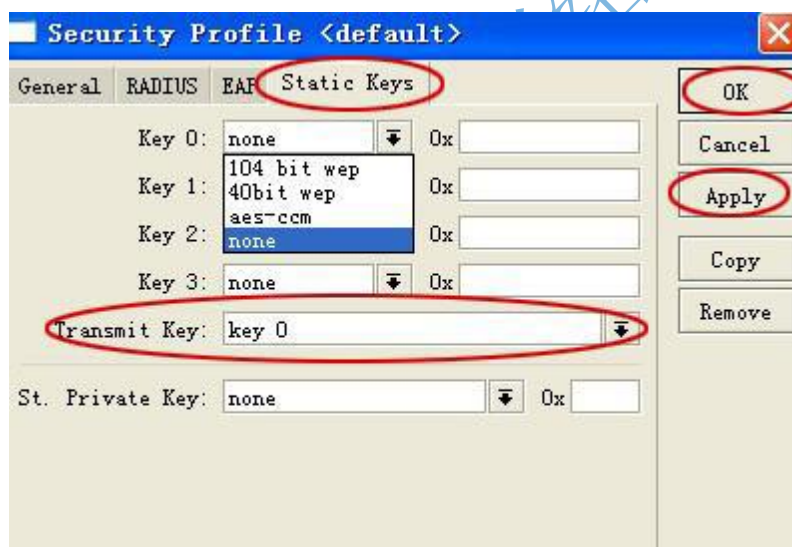 Security Profile <default>
General RADIUS EAP Static Keys
OK
Key 0: none 0x
Cancel
104 bit wep
40bit wep
aes-ccm
none
Key 1: 0x
Apply
Key 2: 0x
Copy
Key 3: none 0x
Remove
Transmit Key: key 0
St. Private Key: none 0x